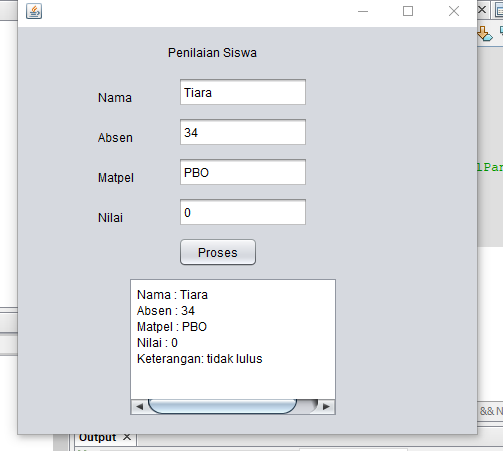 Penilaian Siswa
Nama Tiara
Absen 34
Matpel PBO
Nilai 0
Proses
Nama : Tiara
Absen : 34
Matpel : PBO
Nilai : 0
Keterangan: tidak lulus
lPar
&& N
Output